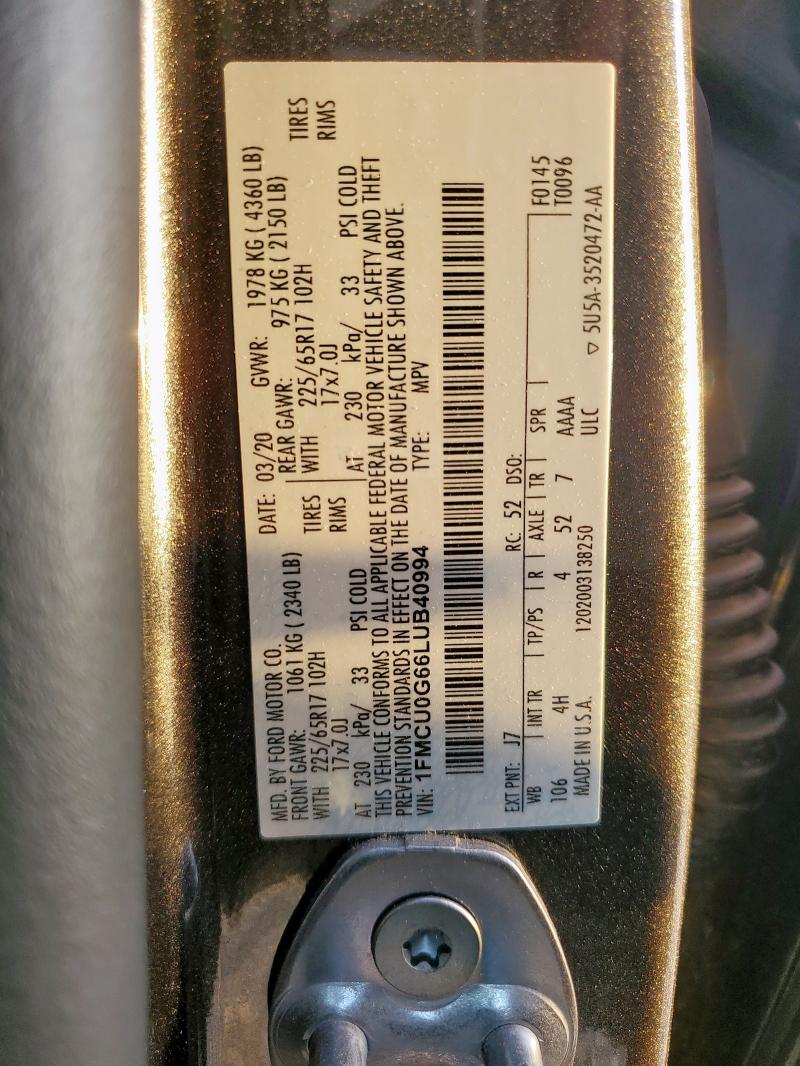 MFD. BY FORD MOTOR CO. DATE: 03/20 GVWR: 1978 KG ( 4360 LB)
FRONT GAWR: 1061 KG ( 2340 LB) REAR GAWR: 975 KG ( 2150 LB)
WITH 225/65R17 102H TIRES WITH 225/65R17 102H TIRES
17x7.0J RIMS 17x7.0J RIMS
AT 230 kPa/ 33 PSI COLD AT 230 kPa/ 33 PSI COLD
THIS VEHICLE CONFORMS TO ALL APPLICABLE FEDERAL MOTOR VEHICLE SAFETY AND THEFT
PREVENTION STANDARDS IN EFFECT ON THE DATE OF MANUFACTURE SHOWN ABOVE.
VIN: 1FMCU0G66LUB40994 TYPE: MPV
EXT PNT: J7 RC: 52 DSO: F0145
WB INT TR TP/PS R AXLE TR SPR T0096
106 4H 4 52 7 AAAA
MADE IN U.S.A. 1202003138250 ULC ▽ 5U5A-3520472-AA